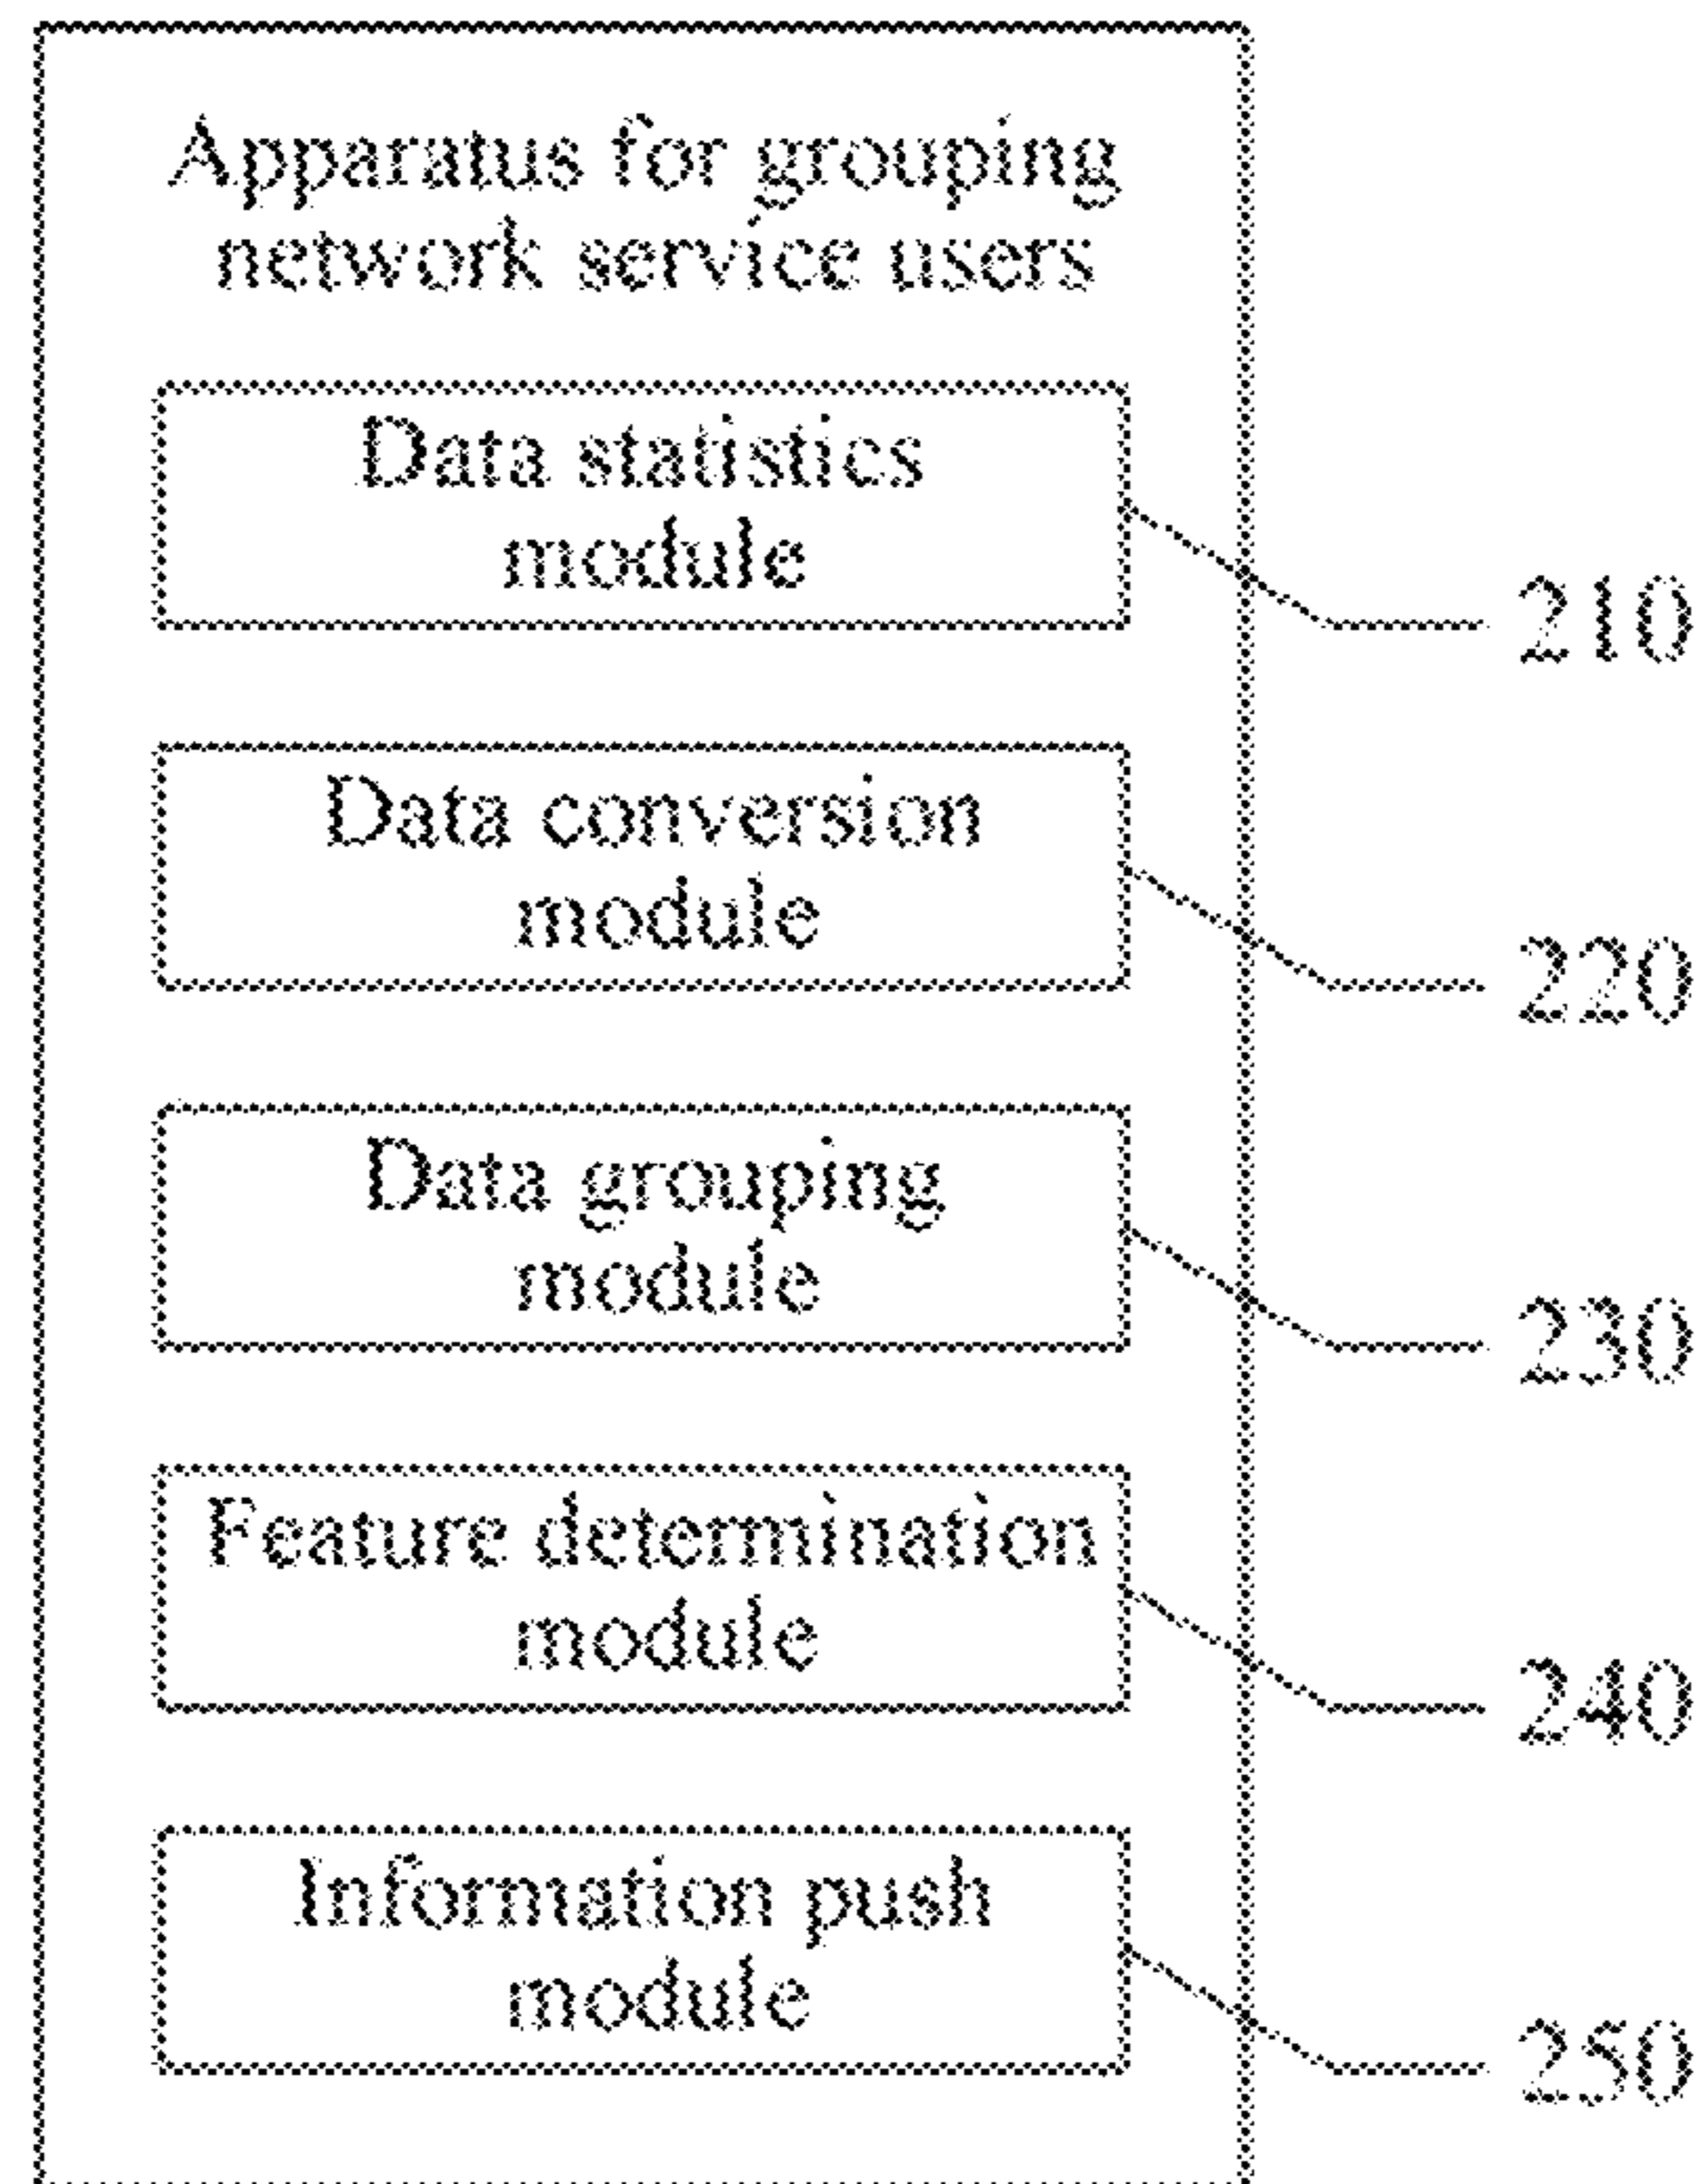 Apparatus for grouping
network service users
Data statistics
module
210
Data conversion
module
220
Data grouping
module
230
Feature determination
module
240
Information push
module
250